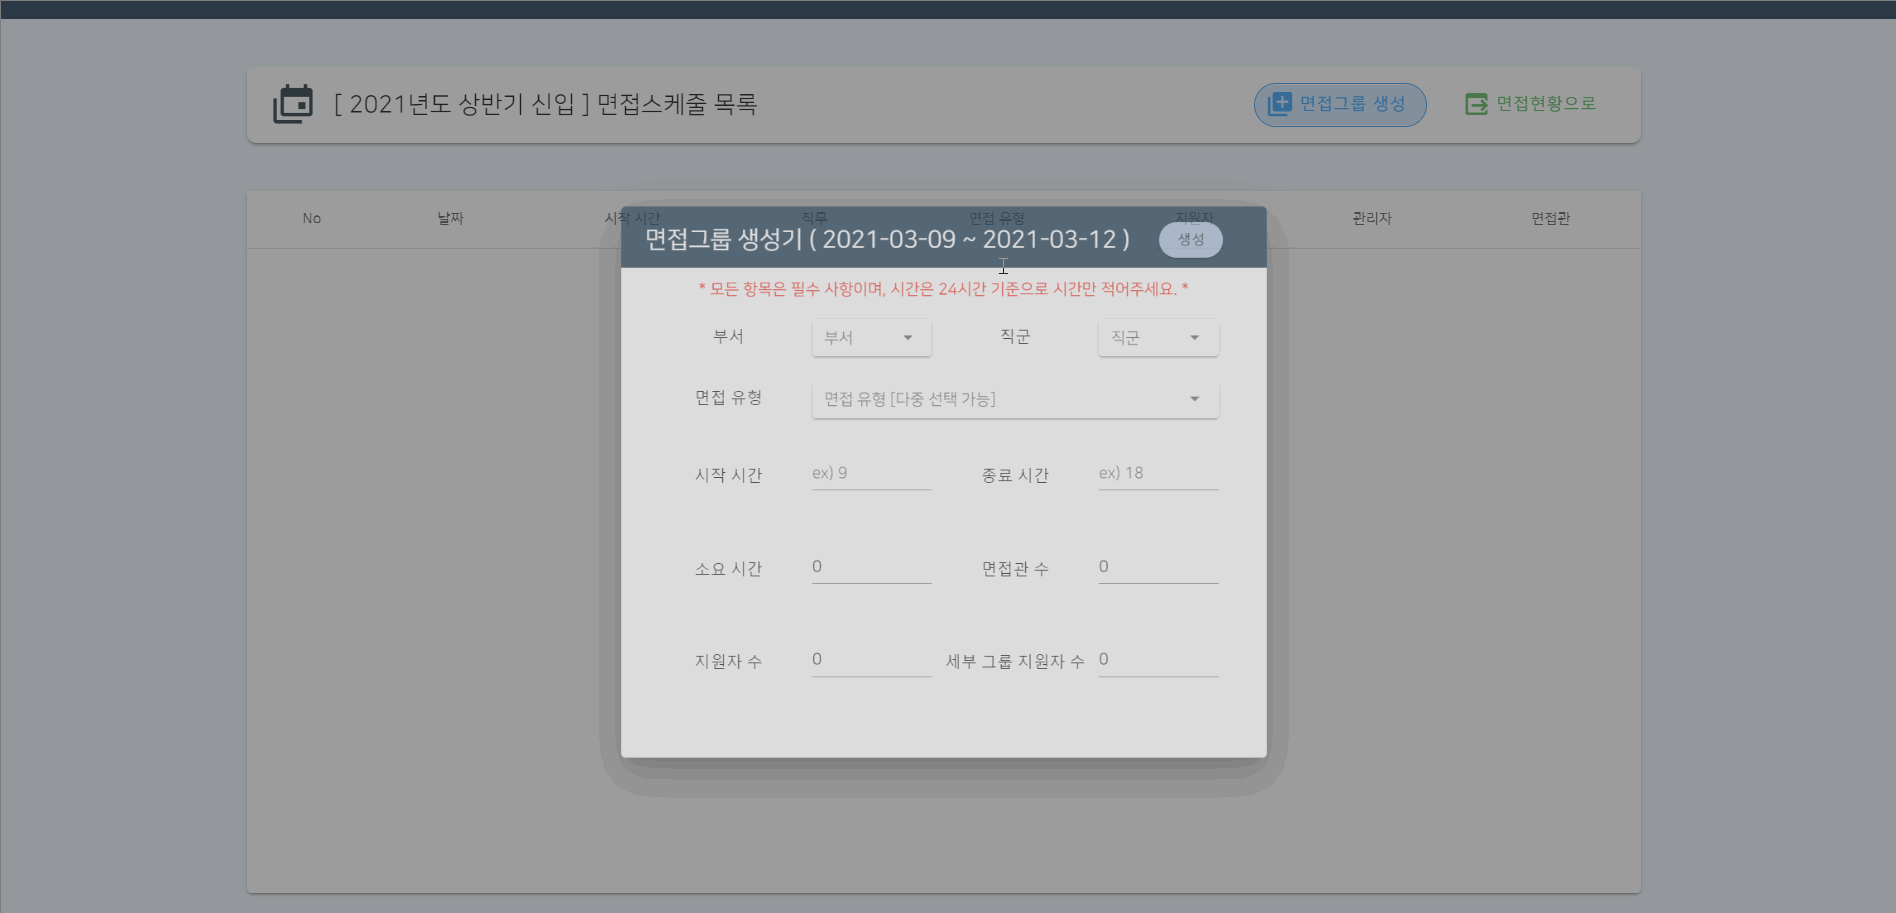 [ 2021년도 상반기 신입 ] 면접스케줄 목록
면접그룹 생성
면접현황으로
No 날짜 시작 시간 직무 면접 유형 지원자 관리자 면접관
면접그룹 생성기 ( 2021-03-09 ~ 2021-03-12 )
생성
* 모든 항목은 필수 사항이며, 시간은 24시간 기준으로 시간만 적어주세요. *
부서 부서 직군 직군
면접 유형 면접 유형 [다중 선택 가능]
시작 시간 ex) 9 종료 시간 ex) 18
소요 시간 0 면접관 수 0
지원자 수 0 세부 그룹 지원자 수 0